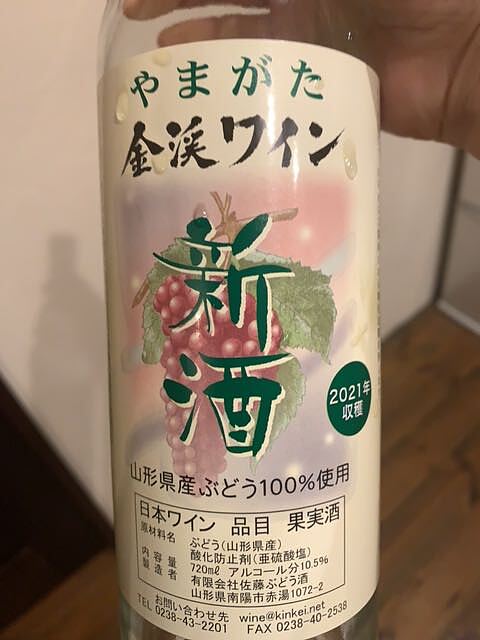 やまがた
金渓ワイン
新酒
2021年
収穫
山形県産ぶどう100%使用
日本ワイン 品目 果実酒
原材料名 ぶどう(山形県産)
酸化防止剤(亜硫酸塩)
内容量 720mℓ アルコール分10.5%
製造者 有限会社佐藤ぶどう酒
山形県南陽市赤湯1072-2
お問い合わせ先 wine@kinkei.net
TEL 0238-43-2201 FAX 0238-40-2538